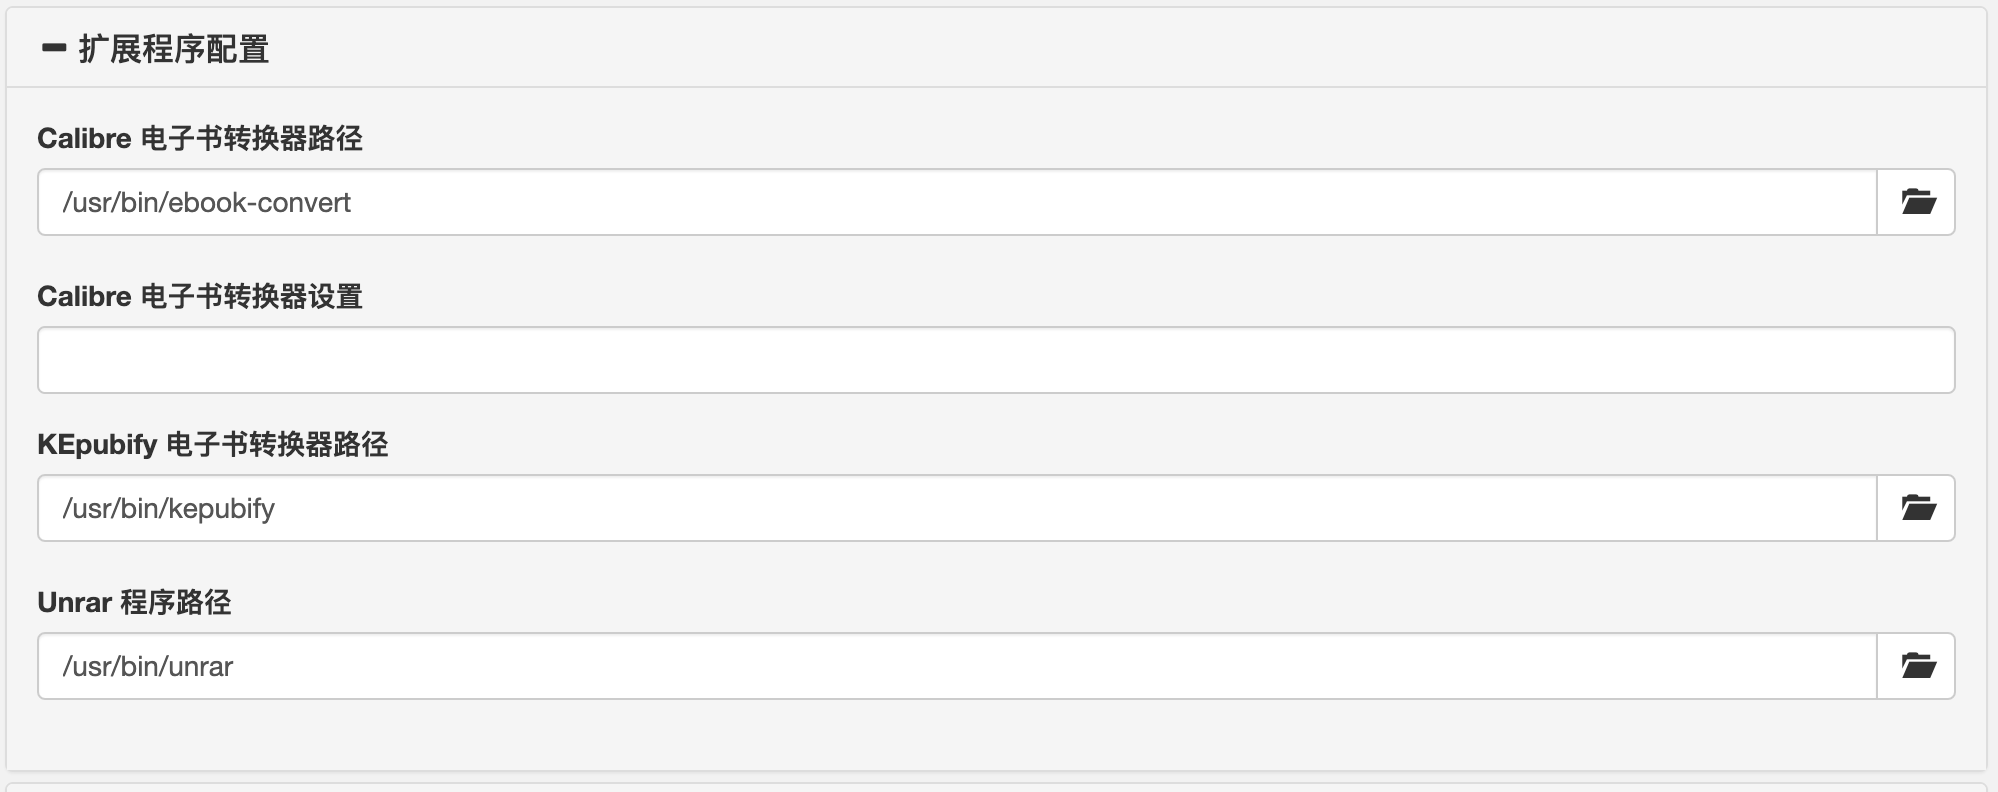 扩展程序配置
Calibre 电子书转换器路径
/usr/bin/ebook-convert
Calibre 电子书转换器设置
KEpubify 电子书转换器路径
/usr/bin/kepubify
Unrar 程序路径
/usr/bin/unrar